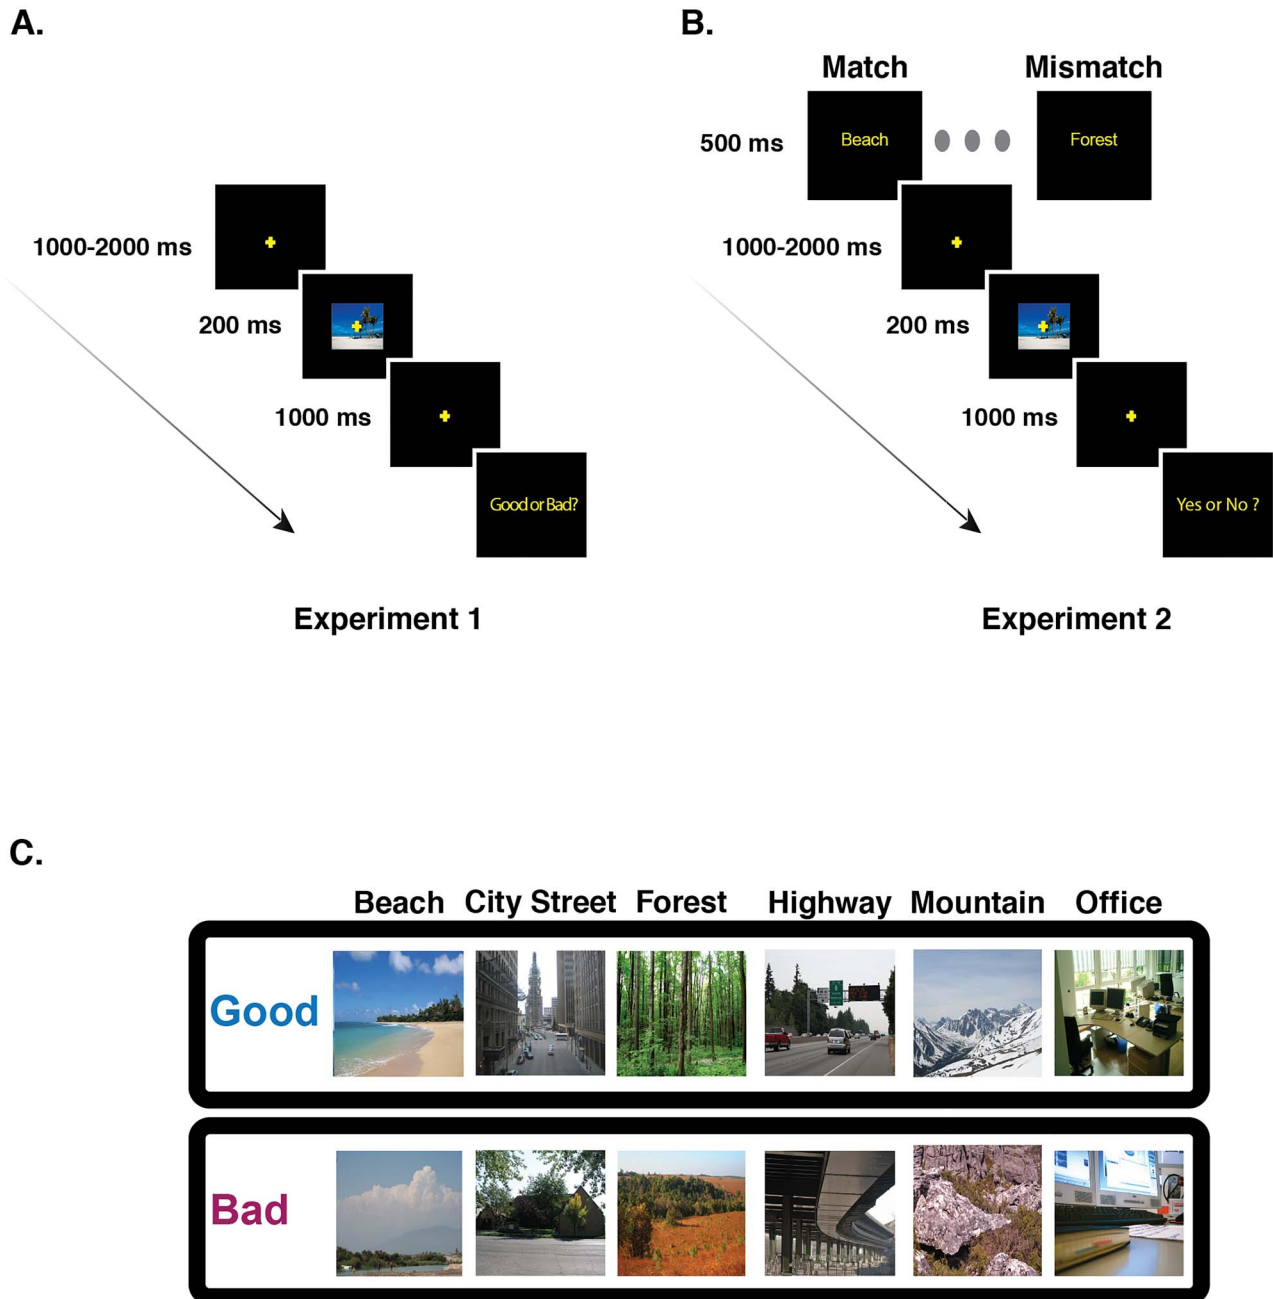 A.
1000-2000 ms
200 ms
1000 ms
Good or Bad?
Experiment 1
B.
Match Mismatch
500 ms
Beach Forest
1000-2000 ms
200 ms
1000 ms
Yes or No ?
Experiment 2
C.
Beach City Street Forest Highway Mountain Office
Good
Bad